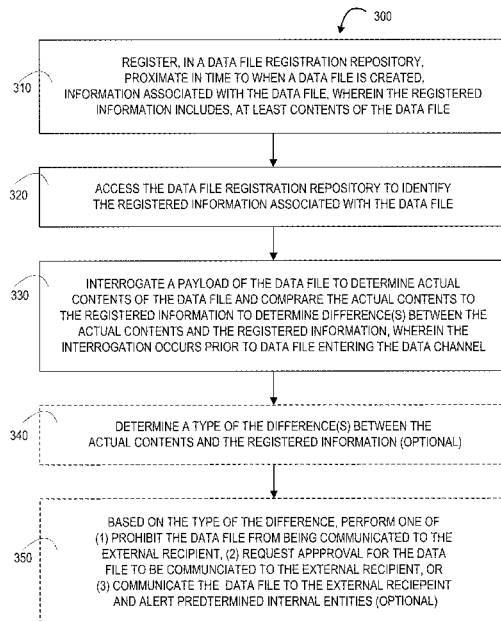 300
310
REGISTER, IN A DATA FILE REGISTRATION REPOSITORY,
PROXIMATE IN TIME TO WHEN A DATA FILE IS CREATED,
INFORMATION ASSOCIATED WITH THE DATA FILE, WHEREIN THE REGISTERED
INFORMATION INCLUDES, AT LEAST CONTENTS OF THE DATA FILE
320
ACCESS THE DATA FILE REGISTRATION REPOSITORY TO IDENTIFY
THE REGISTERED INFORMATION ASSOCIATED WITH THE DATA FILE
330
INTERROGATE A PAYLOAD OF THE DATA FILE TO DETERMINE ACTUAL
CONTENTS OF THE DATA FILE AND COMPRARE THE ACTUAL CONTENTS TO
THE REGISTERED INFORMATION TO DETERMINE DIFFERENCE(S) BETWEEN THE
ACTUAL CONTENTS AND THE REGISTERED INFORMATION, WHEREIN THE
INTERROGATION OCCURS PRIOR TO DATA FILE ENTERING THE DATA CHANNEL
340
DETERMINE A TYPE OF THE DIFFERENCE(S) BETWEEN THE
ACTUAL CONTENTS AND THE REGISTERED INFORMATION (OPTIONAL)
350
BASED ON THE TYPE OF THE DIFFERENCE, PERFORM ONE OF
(1) PROHIBIT THE DATA FILE FROM BEING COMMUNICATED TO THE
EXTERNAL RECIPIENT, (2) REQUEST APPPROVAL FOR THE DATA
FILE TO BE COMMUNCIATED TO THE EXTERNAL RECIPIENT, OR
(3) COMMUNICATE THE DATA FILE TO THE EXTERNAL RECIEPEINT
AND ALERT PREDTERMINED INTERNAL ENTITIES (OPTIONAL)